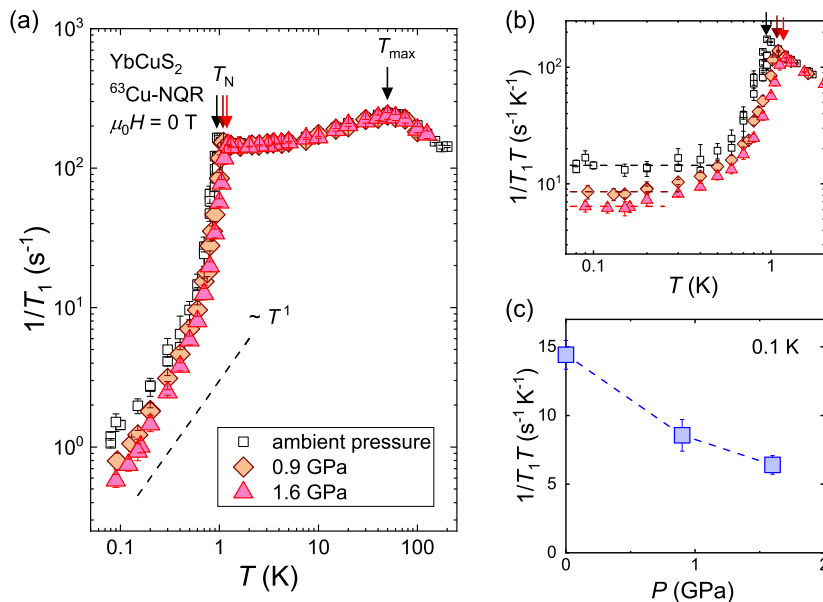 (a)
10³
10²
10¹
10⁰
1/T₁ (s⁻¹)
YbCuS₂
⁶³Cu-NQR
μ₀H = 0 T
T_N
T_max
~ T¹
ambient pressure
0.9 GPa
1.6 GPa
0.1
1
10
100
T (K)
(b)
10²
10¹
1/T₁T (s⁻¹ K⁻¹)
0.1
1
T (K)
(c)
0.1 K
15
10
5
0
1/T₁T (s⁻¹ K⁻¹)
0
1
2
P (GPa)